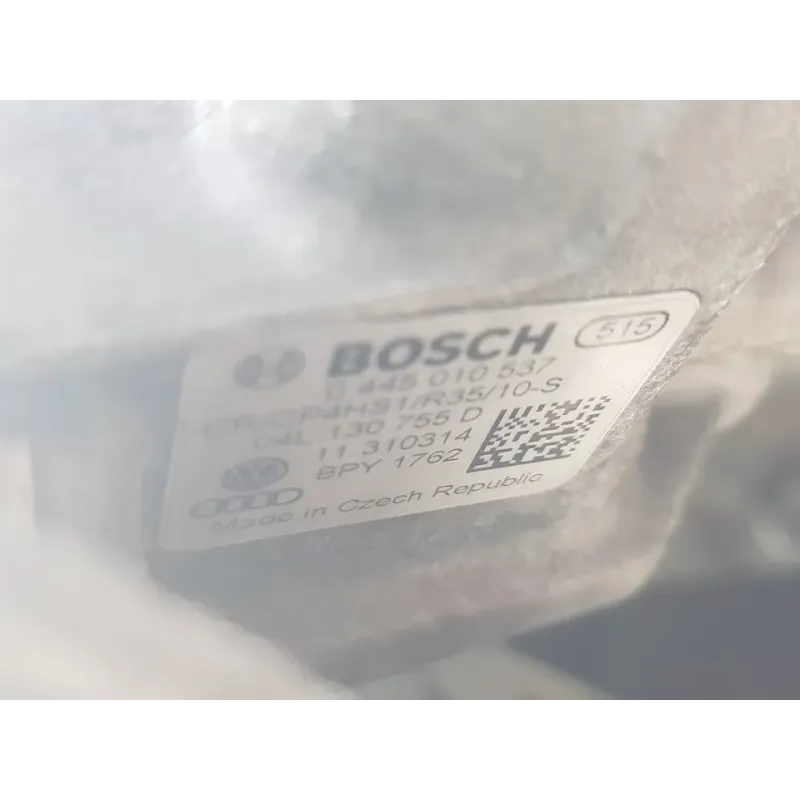 BOSCH 515
0 445 010 537
CR/CP4HS1/R35/10-S
04L 130 755 D
11 310314
BPY 1762
Made in Czech Republic